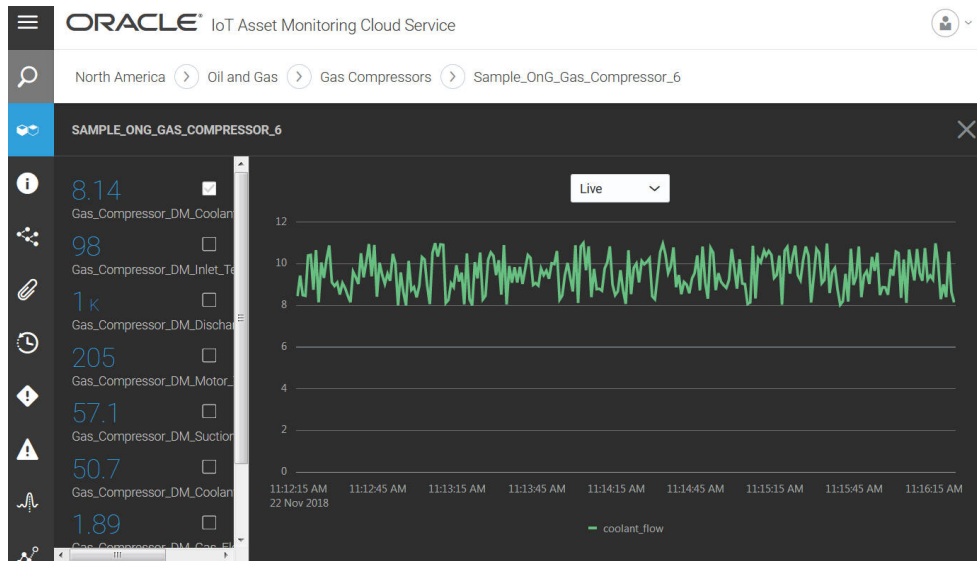 ORACLE® IoT Asset Monitoring Cloud Service
North America > Oil and Gas > Gas Compressors > Sample_OnG_Gas_Compressor_6
SAMPLE_ONG_GAS_COMPRESSOR_6
8.14
Gas_Compressor_DM_Coolan
98
Gas_Compressor_DM_Inlet_Te
1 K
Gas_Compressor_DM_Dischar
205
Gas_Compressor_DM_Motor_
57.1
Gas_Compressor_DM_Suction
50.7
Gas_Compressor_DM_Coolan
1.89
Gas_Compressor_DM_Gas_Fl
Live
12
10
8
6
4
2
0
11:12:15 AM 11:12:45 AM 11:13:15 AM 11:13:45 AM 11:14:15 AM 11:14:45 AM 11:15:15 AM 11:15:45 AM 11:16:15 AM
22 Nov 2018
coolant_flow